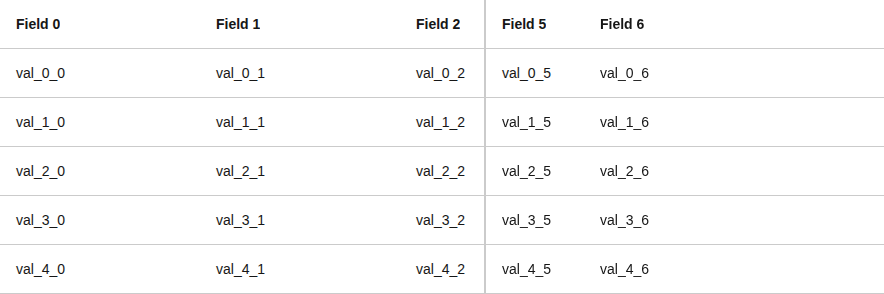 Field 0 Field 1 Field 2 Field 5 Field 6
val_0_0 val_0_1 val_0_2 val_0_5 val_0_6
val_1_0 val_1_1 val_1_2 val_1_5 val_1_6
val_2_0 val_2_1 val_2_2 val_2_5 val_2_6
val_3_0 val_3_1 val_3_2 val_3_5 val_3_6
val_4_0 val_4_1 val_4_2 val_4_5 val_4_6